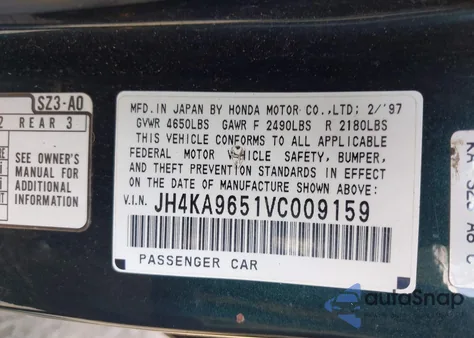 SZ3-A0
2 REAR 3
SEE OWNER'S
MANUAL FOR
ADDITIONAL
INFORMATION
MFD. IN JAPAN BY HONDA MOTOR CO., LTD; 2/'97
GVWR 4650LBS GAWR F 2490LBS R 2180LBS
THIS VEHICLE CONFORMS TO ALL APPLICABLE
FEDERAL MOTOR VEHICLE SAFETY, BUMPER,
AND THEFT PREVENTION STANDARDS IN EFFECT
ON THE DATE OF MANUFACTURE SHOWN ABOVE:
V.I.N. JH4KA9651VC009159
PASSENGER CAR
autoSnap